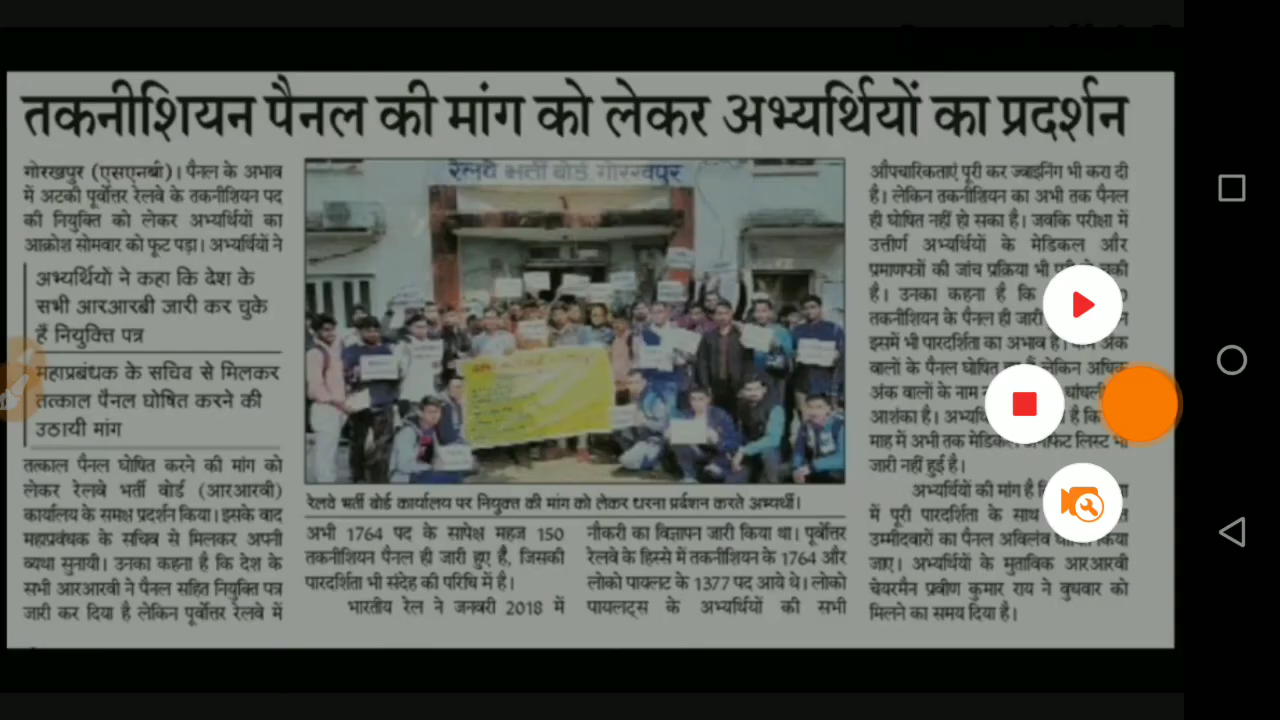 तकनीशियन पैनल की मांग को लेकर अभ्यर्थियों का प्रदर्शन
गोरखपुर (एसएनबी)। पैनल के अभाव
में अटकी पूर्वोत्तर रेलवे के तकनीशियन पद
की नियुक्ति को लेकर अभ्यर्थियों का
आक्रोश सोमवार को फूट पड़ा। अभ्यर्थियों ने
अभ्यर्थियों ने कहा कि देश के
सभी आरआरबी जारी कर चुके
हैं नियुक्ति पत्र
महाप्रबंधक के सचिव से मिलकर
तत्काल पैनल घोषित करने की
उठायी मांग
तत्काल पैनल घोषित करने की मांग को
लेकर रेलवे भर्ती बोर्ड (आरआरबी)
कार्यालय के समक्ष प्रदर्शन किया। इसके बाद
महाप्रबंधक के सचिव से मिलकर अपनी
व्यथा सुनायी। उनका कहना है कि देश के
सभी आरआरबी ने पैनल सहित नियुक्ति पत्र
जारी कर दिया है लेकिन पूर्वोत्तर रेलवे में
रेलवे भर्ती बोर्ड गोरखपुर
रेलवे भर्ती बोर्ड कार्यालय पर नियुक्त की मांग को लेकर धरना प्रर्दशन करते अभ्यर्थी।
अभी 1764 पद के सापेक्ष महज 150
तकनीशियन पैनल ही जारी हुए है, जिसकी
पारदर्शिता भी संदेह की परिधि में है।
भारतीय रेल ने जनवरी 2018 में
नौकरी का विज्ञापन जारी किया था। पूर्वोत्तर
रेलवे के हिस्से में तकनीशियन के 1764 और
लोको पायलट के 1377 पद आये थे। लोको
पायलट्स के अभ्यर्थियों की सभी
औपचारिकताएं पूरी कर ज्वाइनिंग भी करा दी
है। लेकिन तकनीशियन का अभी तक पैनल
ही घोषित नहीं हो सका है। जबकि परीक्षा में
उत्तीर्ण अभ्यर्थियों के मेडिकल और
प्रमाणपत्रों की जांच प्रक्रिया भी
है। उनका कहना है कि
तकनीशियन के पैनल ही जारी
इसमें भी पारदर्शिता का अभाव है। अंक
वालों के पैनल घोषित लेकिन अधिक
अंक वालों के नाम
आशंका है। है कि
माह में अभी तक लिस्ट भी
जारी नहीं हुई है।
अभ्यर्थियों की मांग है
में पूरी पारदर्शिता के साथ
उम्मीदवारों का पैनल अविलंब किया
जाए। अभ्यर्थियों के मुताबिक आरआरबी
चेयरमैन प्रवीण कुमार राय ने बुधवार को
मिलने का समय दिया है।